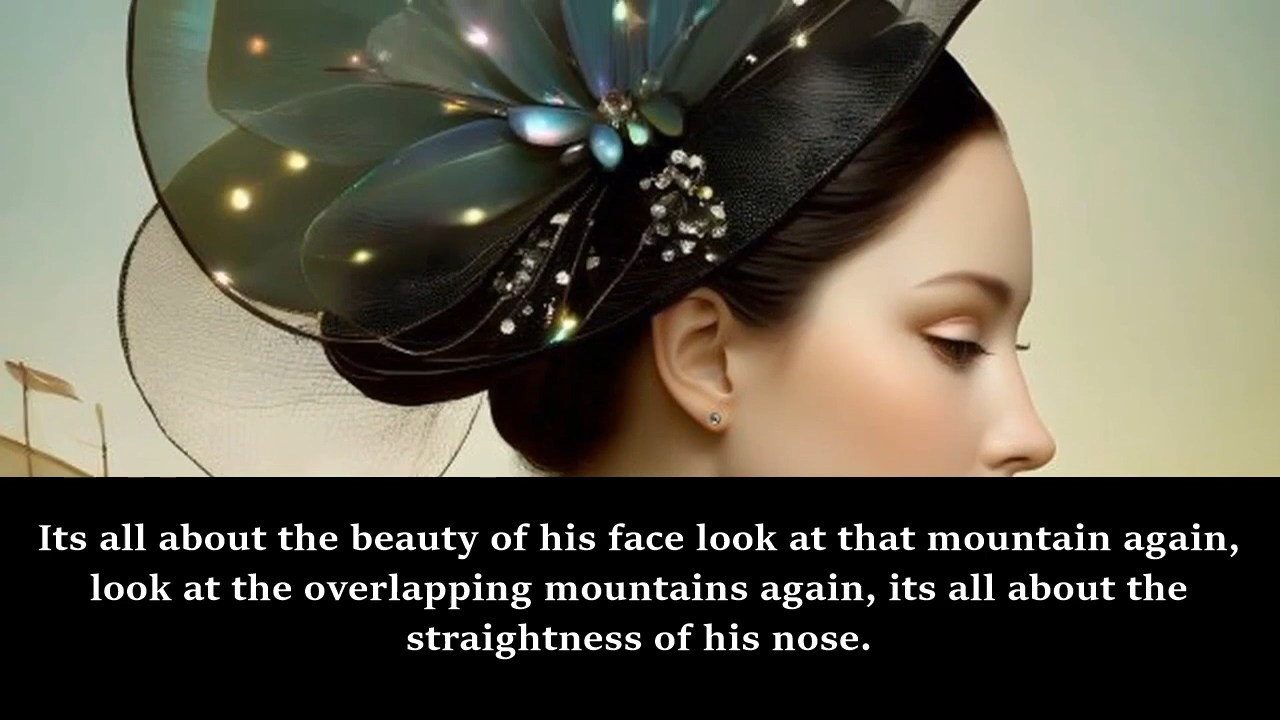 Its all about the beauty of his face look at that mountain again,
look at the overlapping mountains again, its all about the
straightness of his nose.